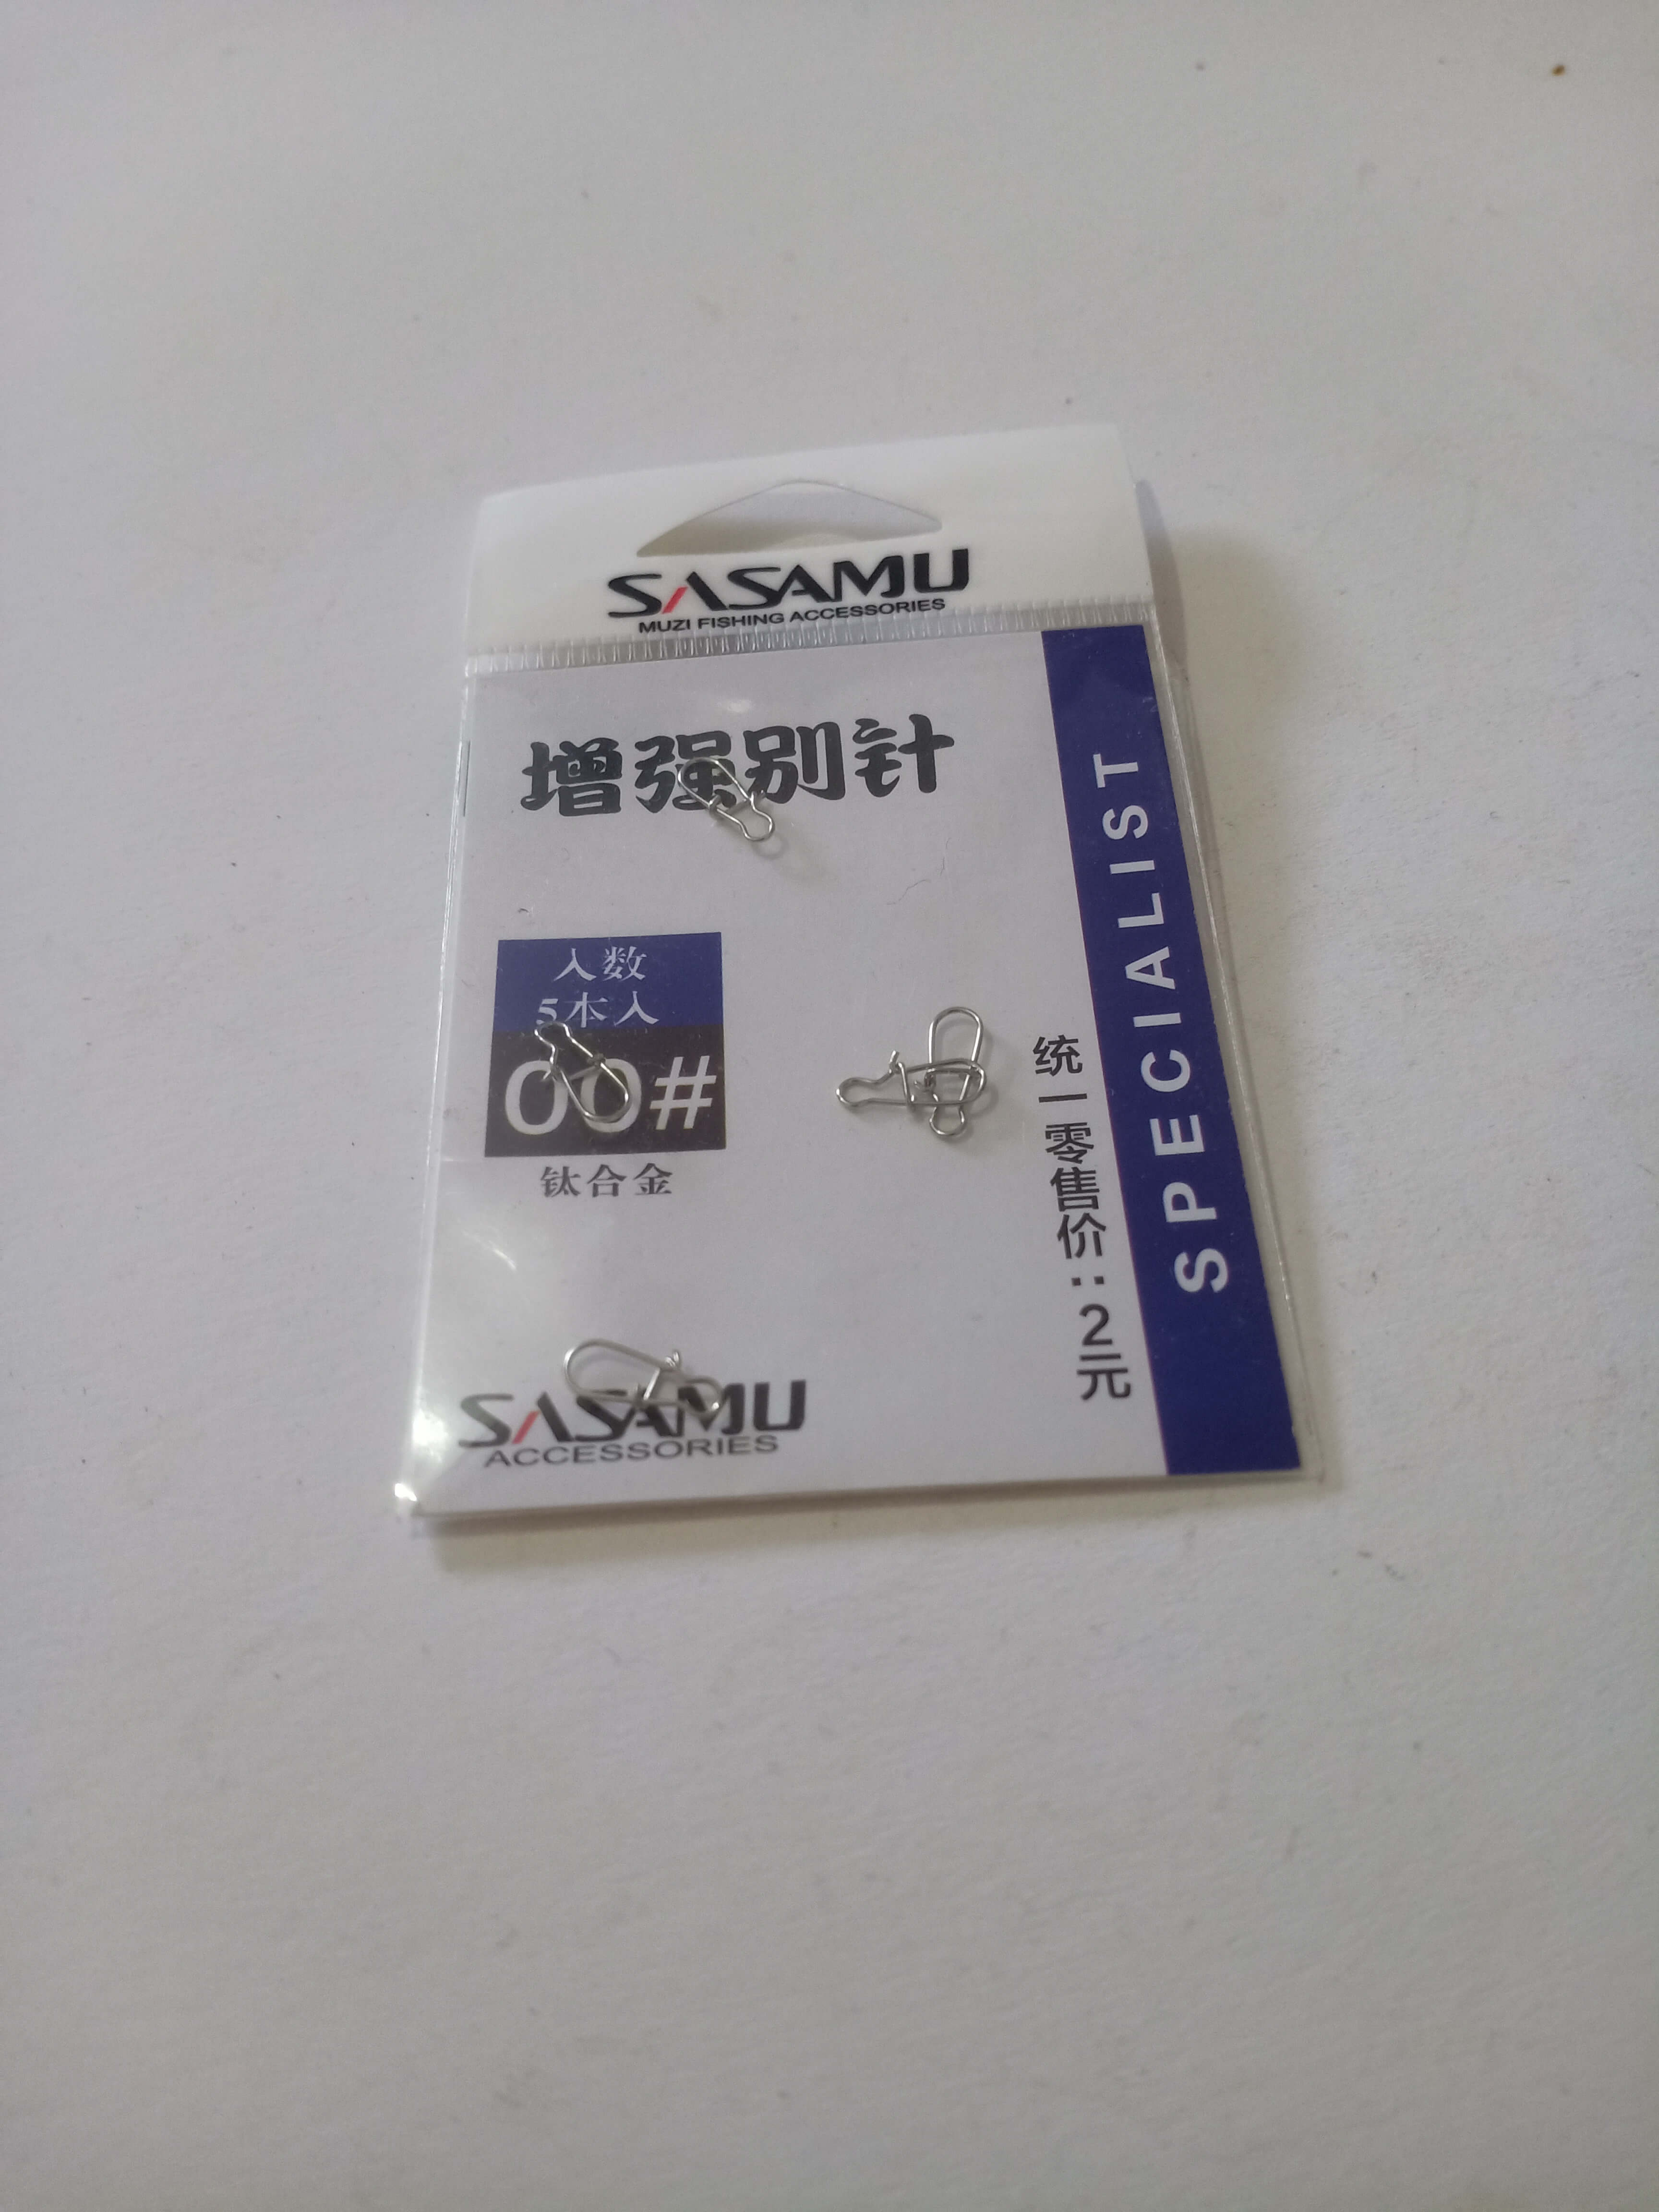 SASAMU
MUZI FISHING ACCESSORIES
增强别针
入数
5本入
00#
钛合金
统一零售价：2元
SPECIALIST
SASAMU
ACCESSORIES